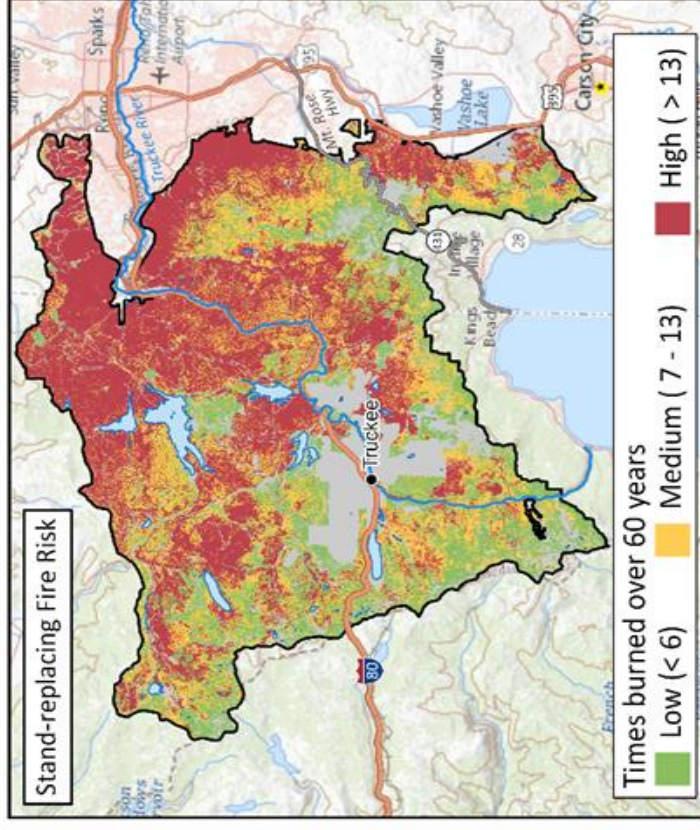 Stand-replacing Fire Risk
Sparks
Reno
Airport
Truckee River
395
Mt. Rose
Hwy
Washoe Valley
Washoe
Lake
395
Carson City
431
Village
28
Kings
Beach
Truckee
80
French
Times burned over 60 years
Low (< 6)
Medium ( 7 - 13)
High ( > 13)